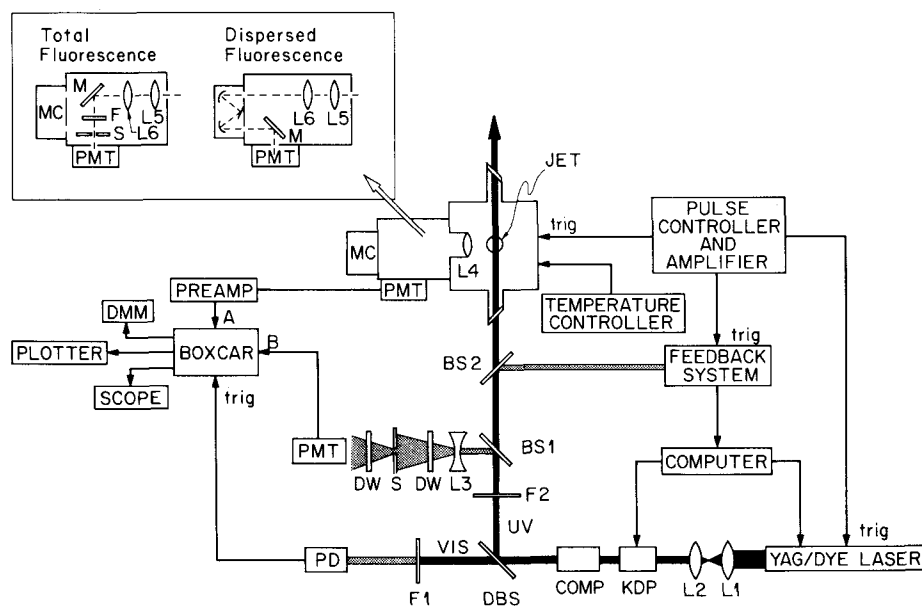 Total
Fluorescence
Dispersed
Fluorescence
M
MC
F
S
L6
L5
PMT
L6
L5
M
PMT
JET
trig
PULSE
CONTROLLER
AND
AMPLIFIER
MC
L4
PMT
PREAMP
A
DMM
B
PLOTTER
BOXCAR
SCOPE
trig
TEMPERATURE
CONTROLLER
trig
BS2
FEEDBACK
SYSTEM
PMT
BS1
COMPUTER
DW
S
DW
L3
F2
UV
trig
VIS
PD
F1
DBS
COMP
KDP
L2
L1
YAG/DYE LASER